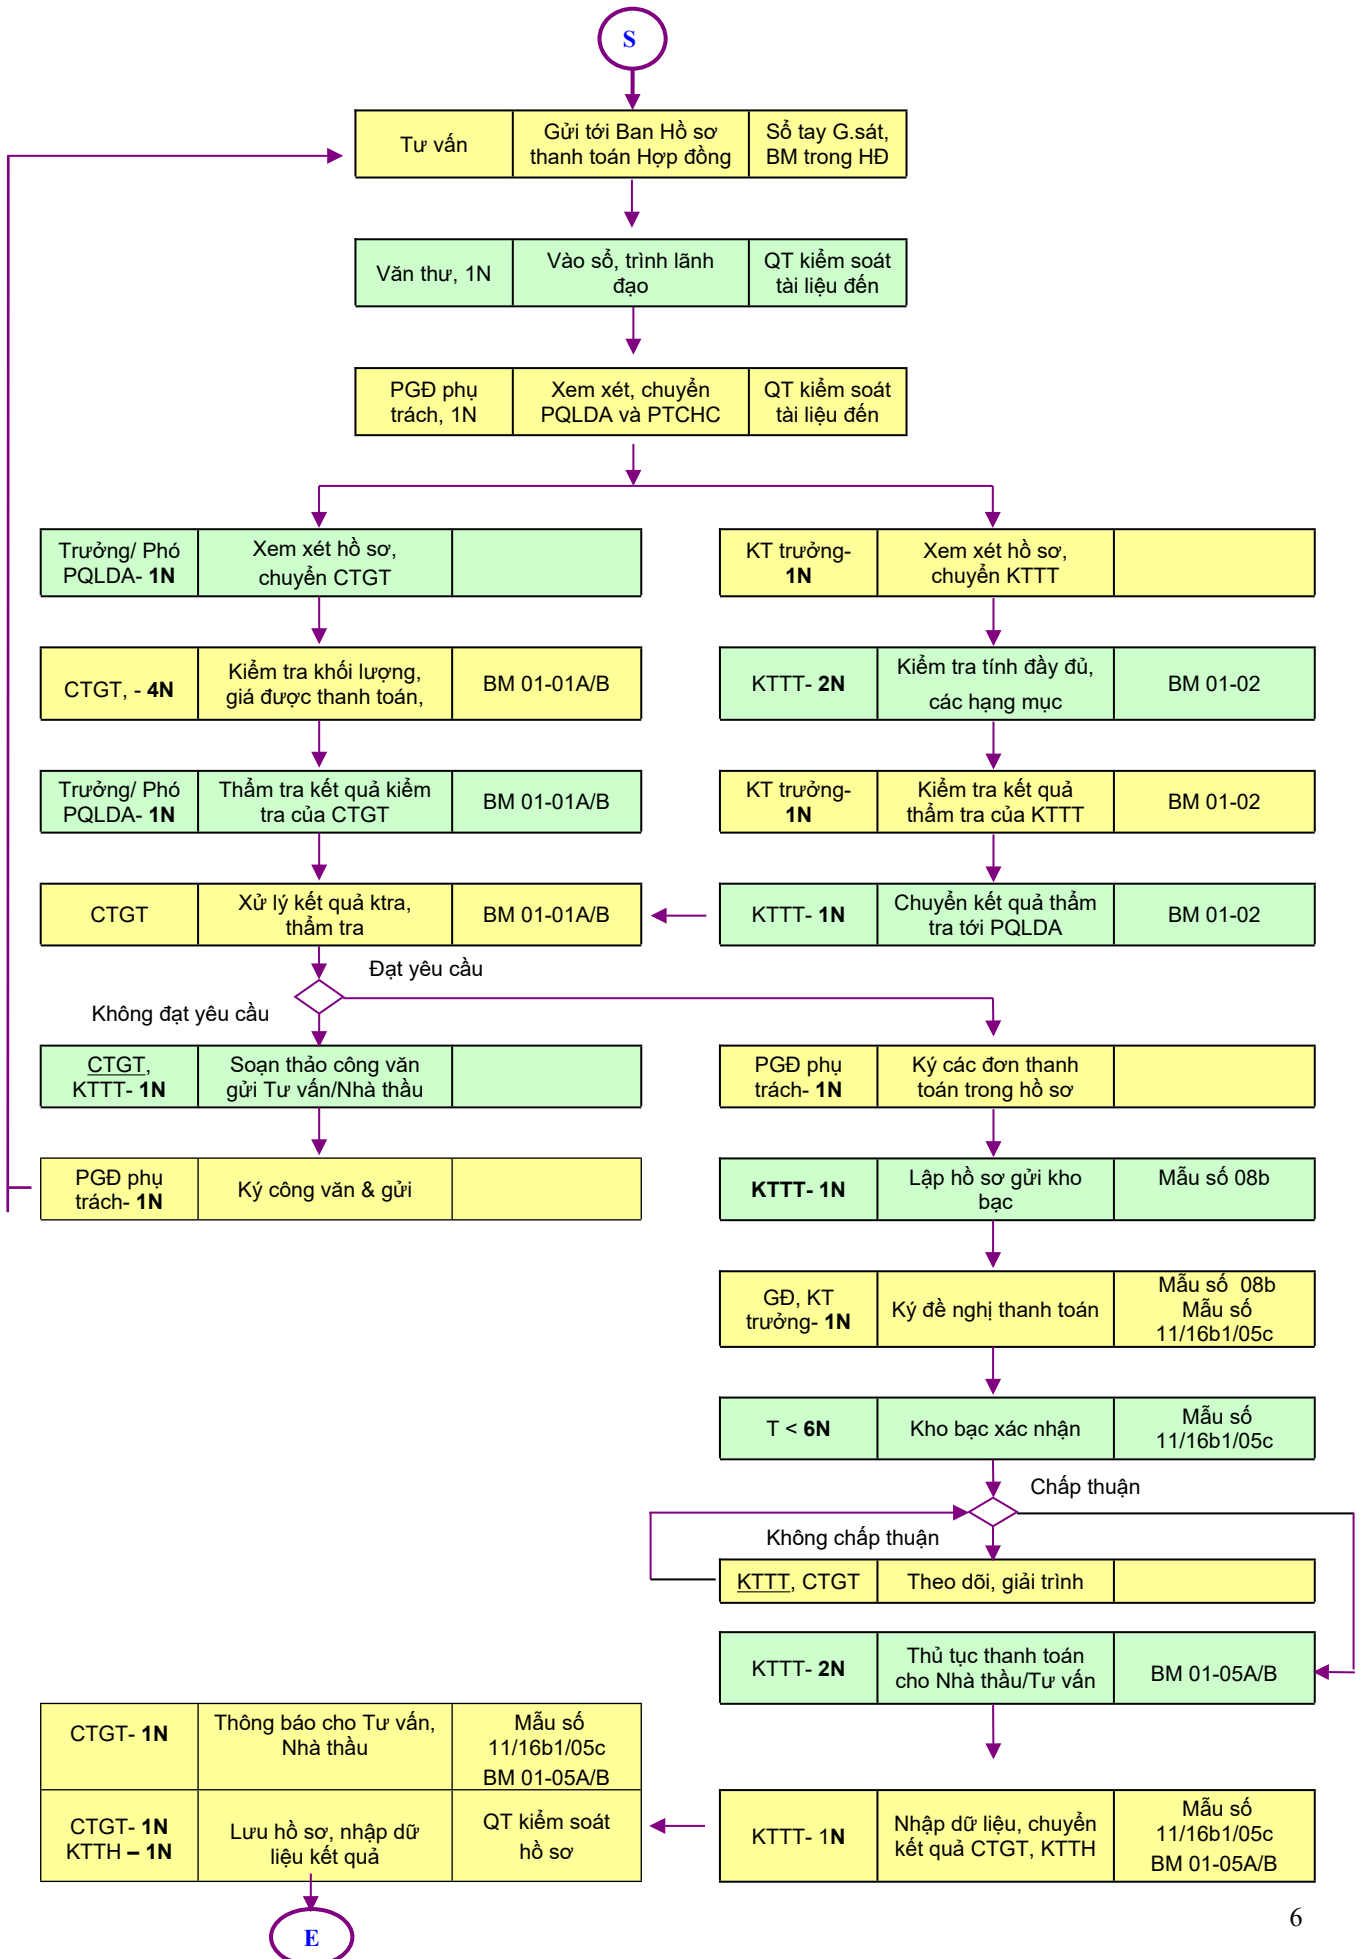 S
Tư vấn
Gửi tới Ban Hồ sơ
thanh toán Hợp đồng
Sổ tay G.sát,
BM trong HĐ
Văn thư, 1N
Vào sổ, trình lãnh
đạo
QT kiểm soát
tài liệu đến
PGĐ phụ
trách, 1N
Xem xét, chuyển
PQLDA và PTCHC
QT kiểm soát
tài liệu đến
Trưởng/ Phó
PQLDA- 1N
Xem xét hồ sơ,
chuyển CTGT
KT trưởng-
1N
Xem xét hồ sơ,
chuyển KTTT
CTGT, - 4N
Kiểm tra khối lượng,
giá được thanh toán,
BM 01-01A/B
KTTT- 2N
Kiểm tra tính đầy đủ,
các hạng mục
BM 01-02
Trưởng/ Phó
PQLDA- 1N
Thẩm tra kết quả kiểm
tra của CTGT
BM 01-01A/B
KT trưởng-
1N
Kiểm tra kết quả
thẩm tra của KTTT
BM 01-02
CTGT
Xử lý kết quả ktra,
thẩm tra
BM 01-01A/B
KTTT- 1N
Chuyển kết quả thẩm
tra tới PQLDA
BM 01-02
Đạt yêu cầu
Không đạt yêu cầu
CTGT,
KTTT- 1N
Soạn thảo công văn
gửi Tư vấn/Nhà thầu
PGĐ phụ
trách- 1N
Ký các đơn thanh
toán trong hồ sơ
PGĐ phụ
trách- 1N
Ký công văn & gửi
KTTT- 1N
Lập hồ sơ gửi kho
bạc
Mẫu số 08b
GĐ, KT
trưởng- 1N
Ký đề nghị thanh toán
Mẫu số 08b
Mẫu số
11/16b1/05c
T < 6N
Kho bạc xác nhận
Mẫu số
11/16b1/05c
Chấp thuận
Không chấp thuận
KTTT, CTGT
Theo dõi, giải trình
KTTT- 2N
Thủ tục thanh toán
cho Nhà thầu/Tư vấn
BM 01-05A/B
CTGT- 1N
Thông báo cho Tư vấn,
Nhà thầu
Mẫu số
11/16b1/05c
BM 01-05A/B
CTGT- 1N
KTTH – 1N
Lưu hồ sơ, nhập dữ
liệu kết quả
QT kiểm soát
hồ sơ
KTTT- 1N
Nhập dữ liệu, chuyển
kết quả CTGT, KTTH
Mẫu số
11/16b1/05c
BM 01-05A/B
E
6